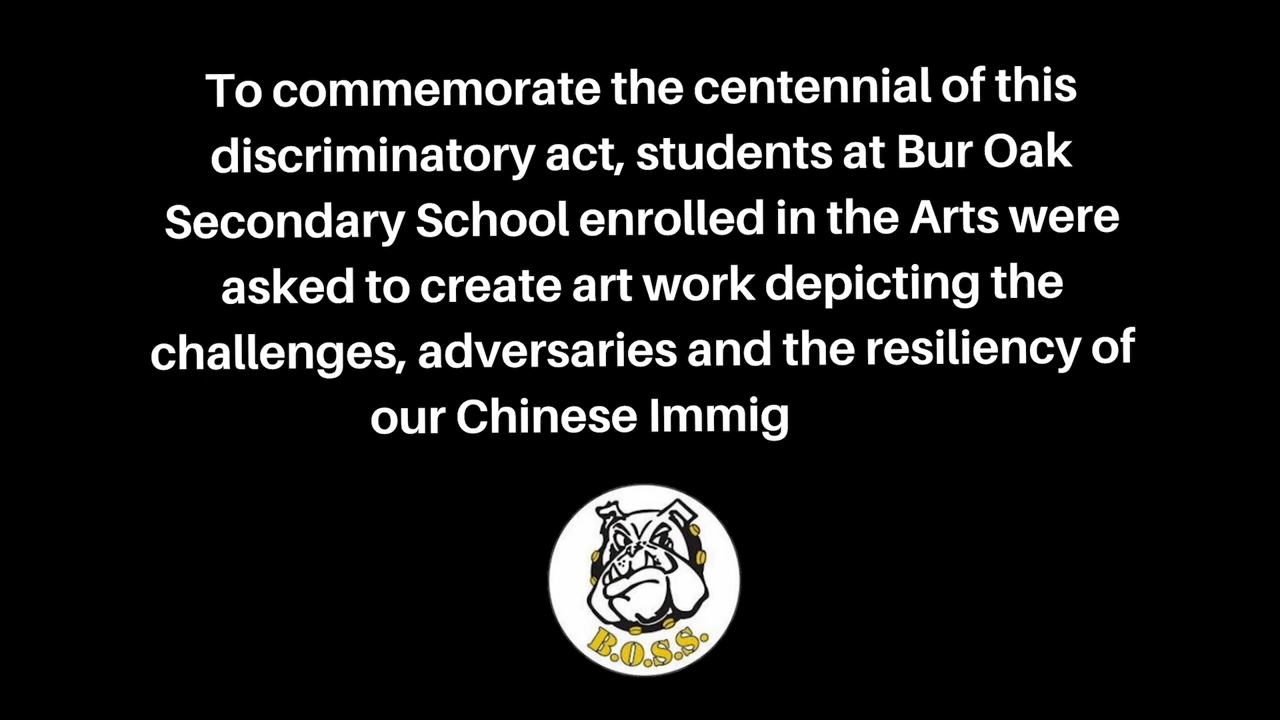 To commemorate the centennial of this
discriminatory act, students at Bur Oak
Secondary School enrolled in the Arts were
asked to create art work depicting the
challenges, adversaries and the resiliency of
our Chinese Immig
B.O.S.S.